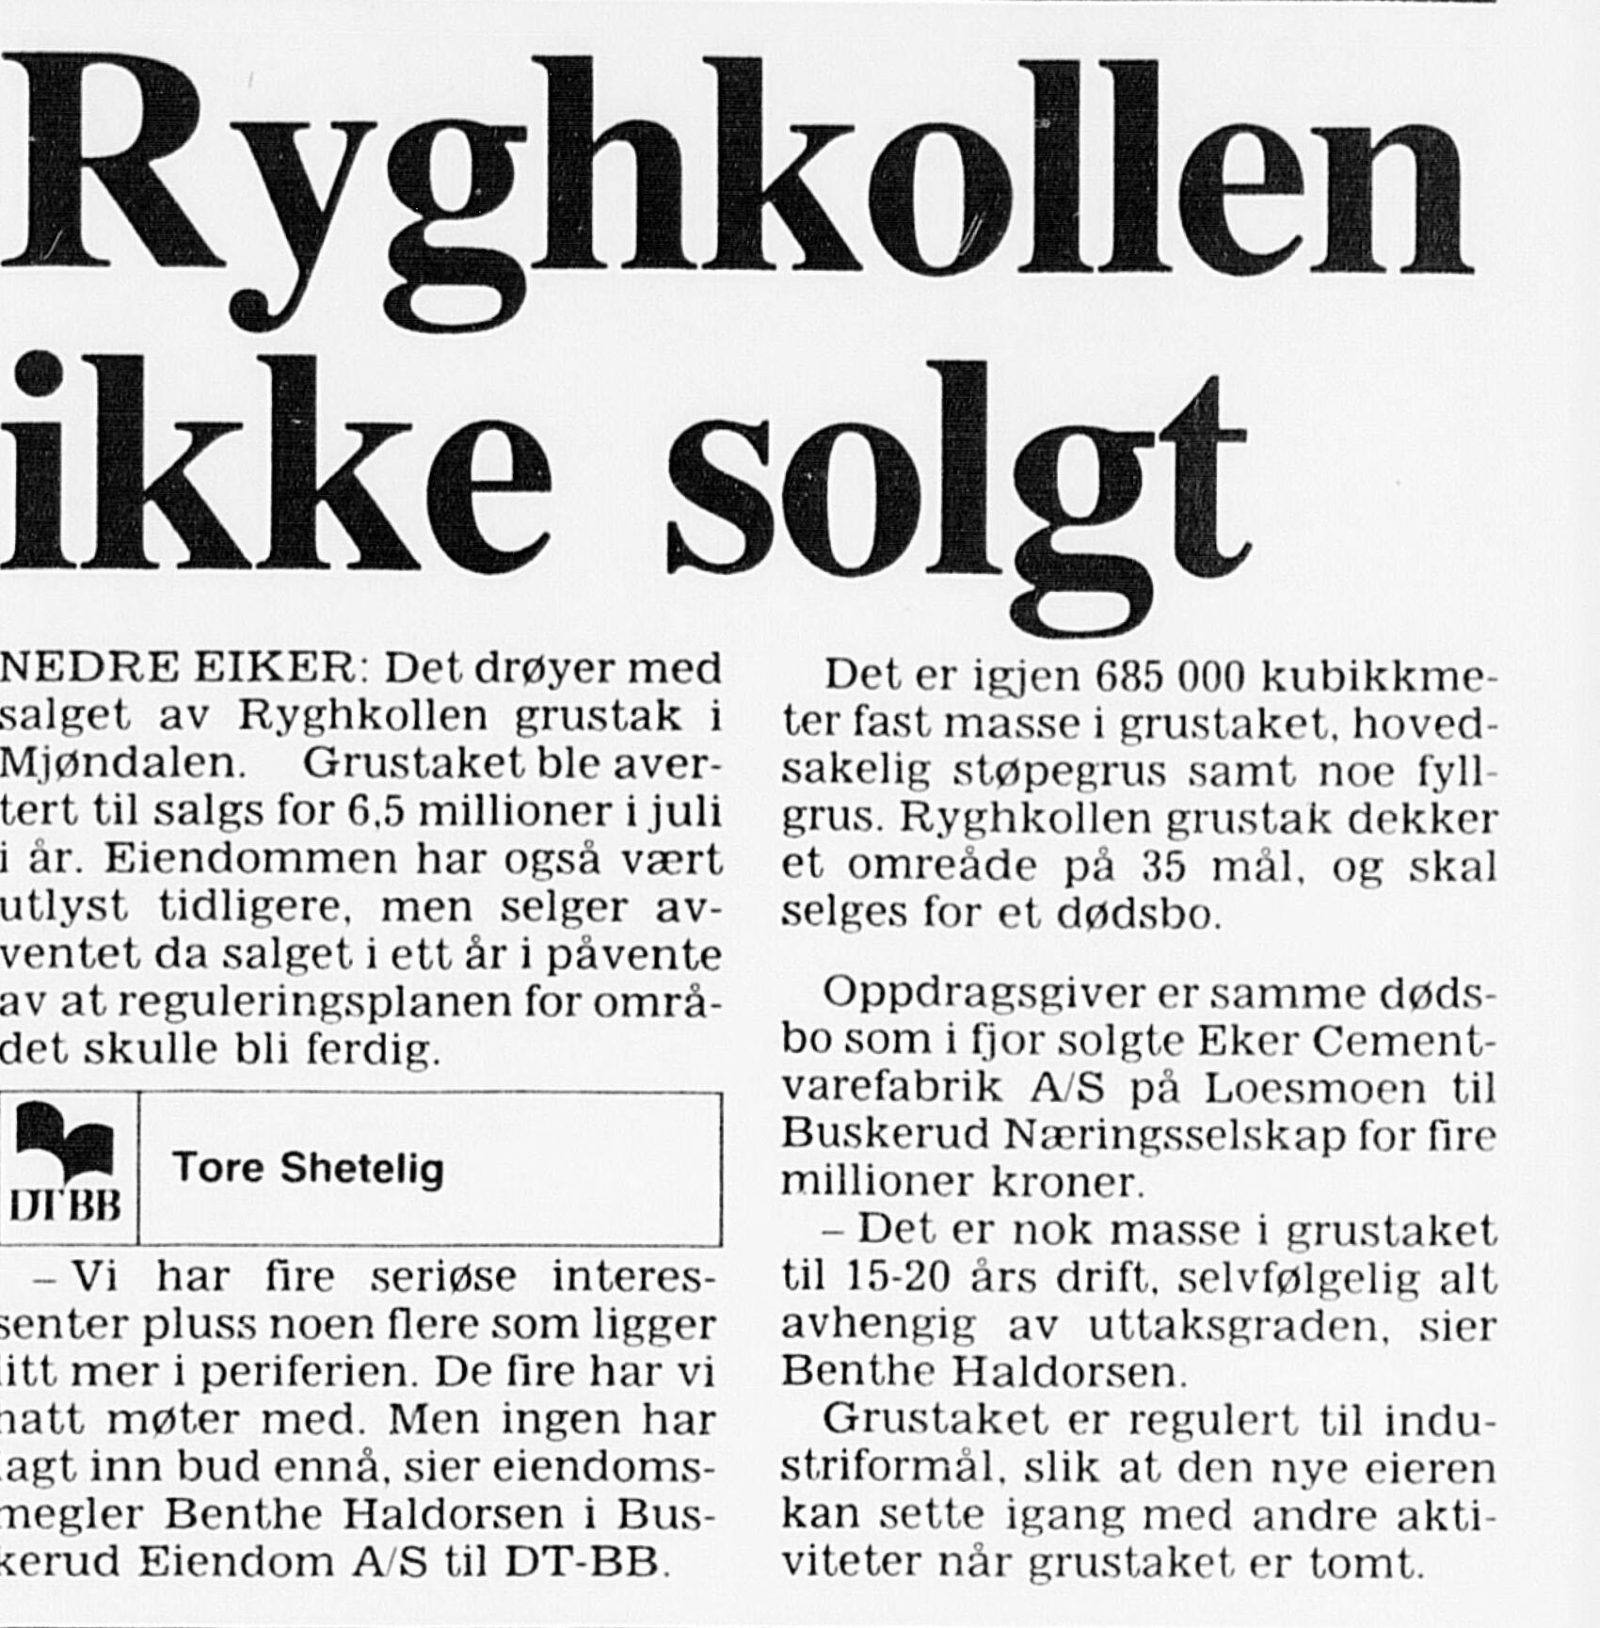 Ryghkollen
ikke solgt
NEDRE EIKER: Det drøyer med
salget av Ryghkollen grustak i
Mjøndalen. Grustaket ble aver-
tert til salgs for 6,5 millioner i juli
i år. Eiendommen har også vært
utlyst tidligere, men selger av-
ventet da salget i ett år i påvente
av at reguleringsplanen for områ-
det skulle bli ferdig.
DT BB
Tore Shetelig
– Vi har fire seriøse interes-
senter pluss noen flere som ligger
litt mer i periferien. De fire har vi
hatt møter med. Men ingen har
lagt inn bud ennå, sier eiendoms-
megler Benthe Haldorsen i Bus-
kerud Eiendom A/S til DT-BB.
Det er igjen 685 000 kubikkme-
ter fast masse i grustaket, hoved-
sakelig støpegrus samt noe fyll-
grus. Ryghkollen grustak dekker
et omreåde på 35 mål, og skal
selges for et dødsbo.
Oppdragsgiver er samme døds-
bo som i fjor solgte Eker Cement-
varefabrik A/S på Loesmoen til
Buskerud Næringsselskap for fire
millioner kroner.
– Det er nok masse i grustaket
til 15-20 års drift, selvfølgelig alt
avhengig av uttaksgraden, sier
Benthe Haldorsen.
Grustaket er regulert til indu-
striformål, slik at den nye eieren
kan sette igang med andre akti-
viteter når grustaket er tomt.